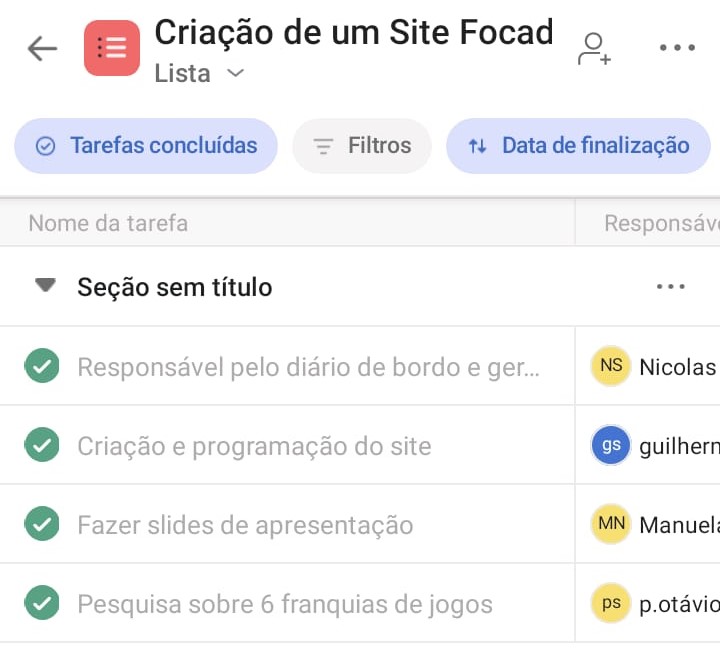 Criação de um Site Focad
Lista
Tarefas concluídas
Filtros
Data de finalização
Nome da tarefa
Responsáv
Seção sem título
Responsável pelo diário de bordo e ger... NS Nicolas
Criação e programação do site gs guilherm
Fazer slides de apresentação MN Manuela
Pesquisa sobre 6 franquias de jogos ps p.otávio